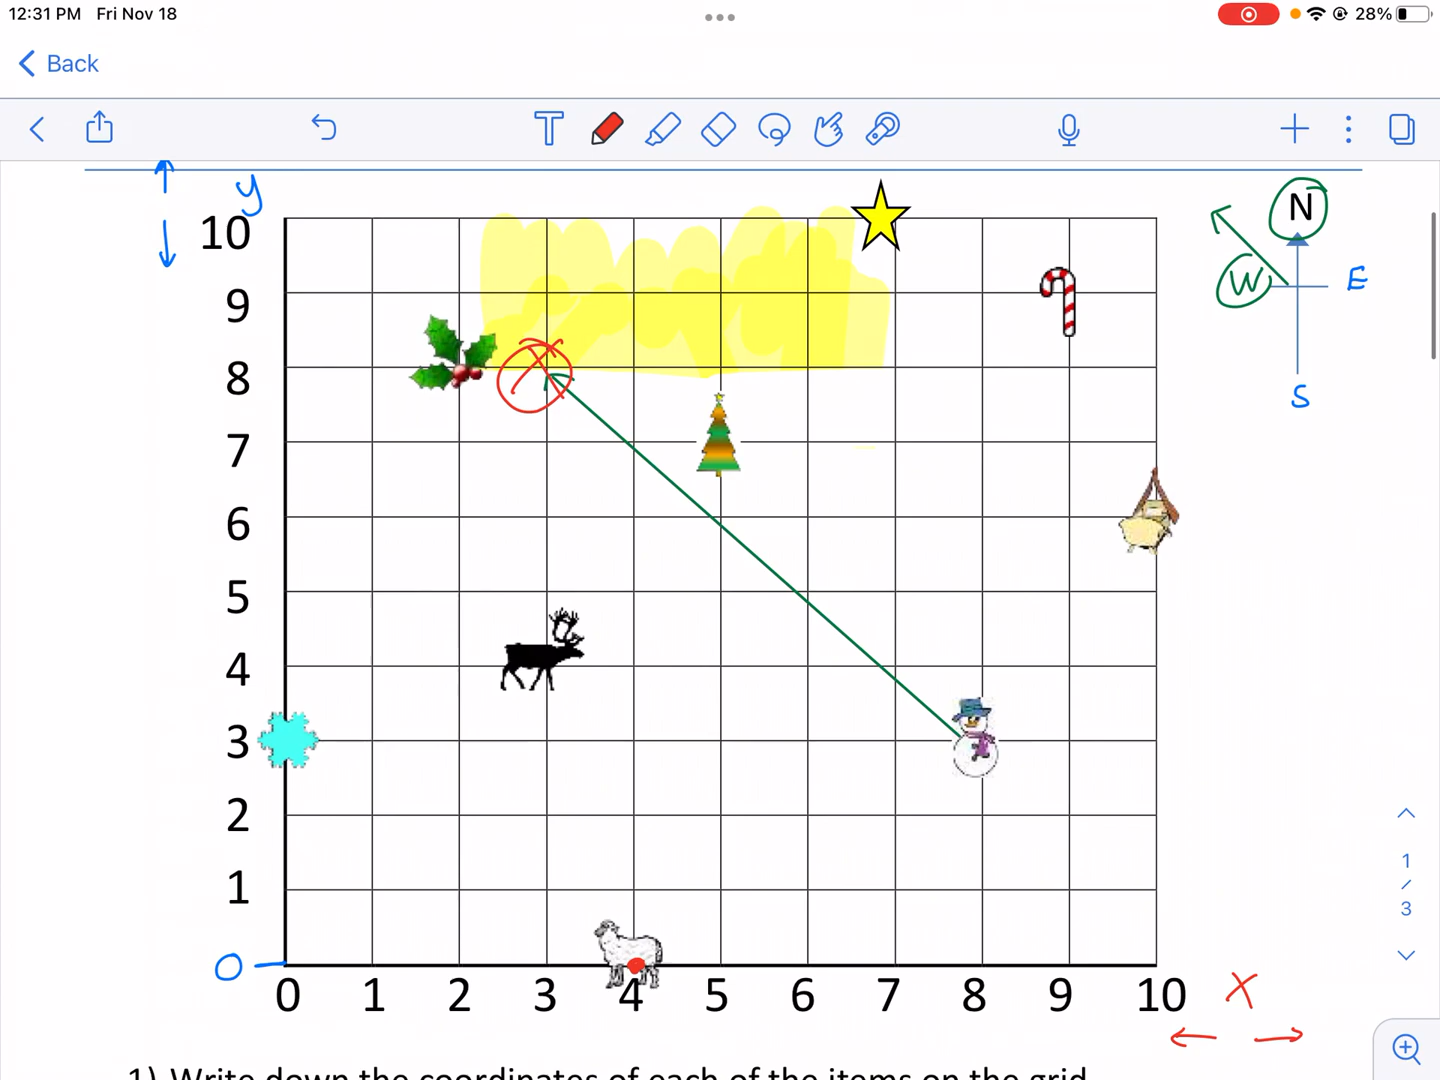 12:31 PM Fri Nov 18
28%
Back
T
y
N
W
E
S
10
9
8
7
6
5
4
3
2
1
0
0 1 2 3 4 5 6 7 8 9 10
X
1
/
3
1) Write down the coordinates of each of the items on the grid